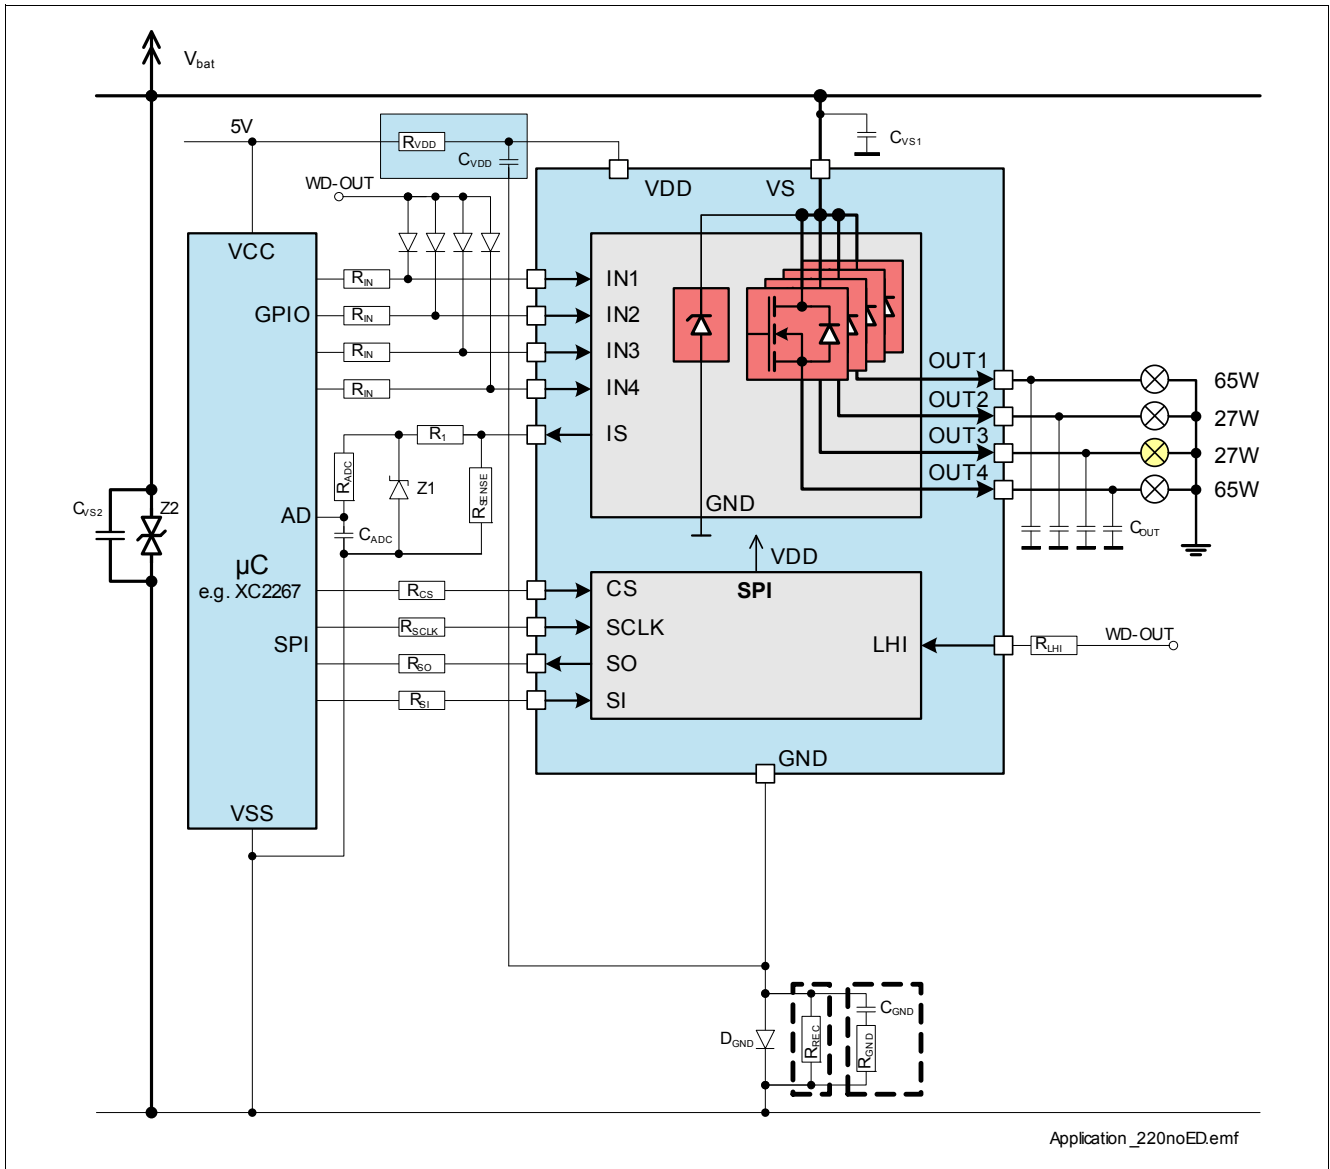 Vbat
5V
RVDD
CVDD
CVS1
WD-OUT
VDD
VS
VCC
RIN
IN1
GPIO
RIN
IN2
RIN
IN3
RIN
IN4
OUT1
65W
OUT2
27W
OUT3
27W
OUT4
65W
R1
IS
RADC
Z1
RSENSE
GND
CVS2
Z2
AD
CADC
COUT
VDD
µC
e.g. XC2267
RCS
CS
SPI
RSCLK
SCLK
SPI
RSO
SO
LHI
RLHI
WD-OUT
RSI
SI
GND
VSS
CGND
DGND
RREC
RGND
Application_220noED.emf